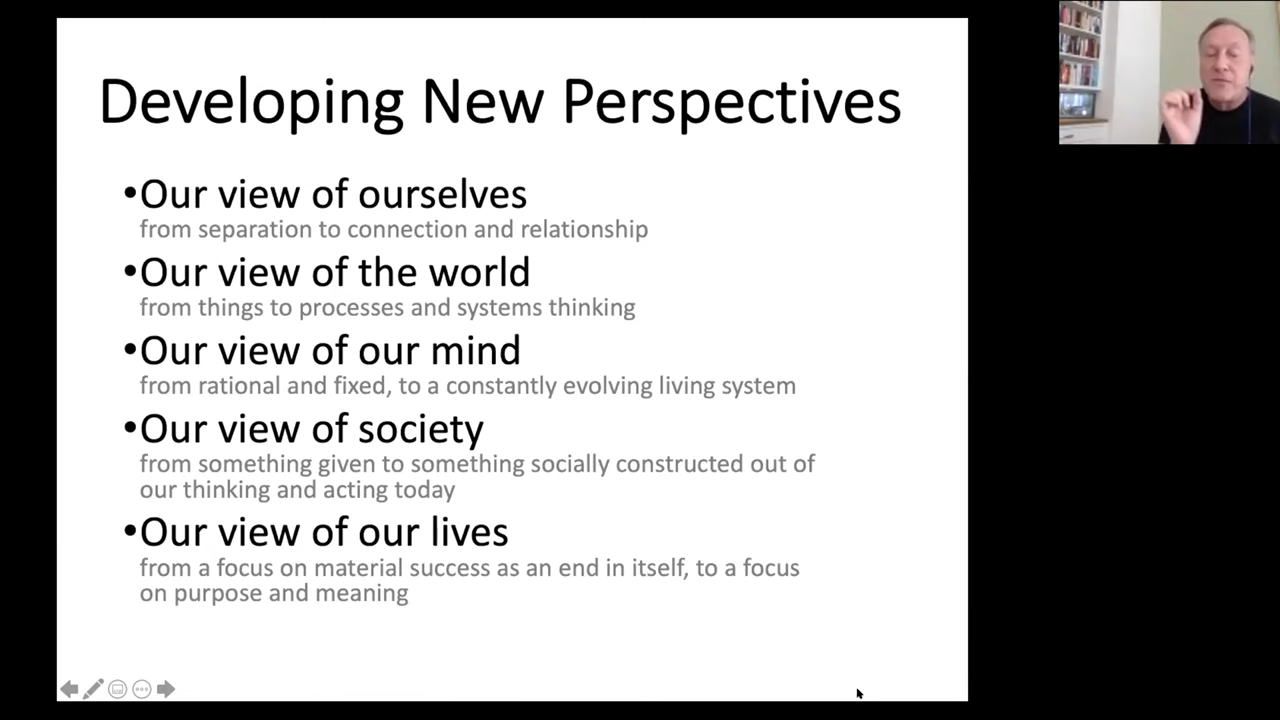 Developing New Perspectives
•Our view of ourselves
from separation to connection and relationship
•Our view of the world
from things to processes and systems thinking
•Our view of our mind
from rational and fixed, to a constantly evolving living system
•Our view of society
from something given to something socially constructed out of
our thinking and acting today
•Our view of our lives
from a focus on material success as an end in itself, to a focus
on purpose and meaning